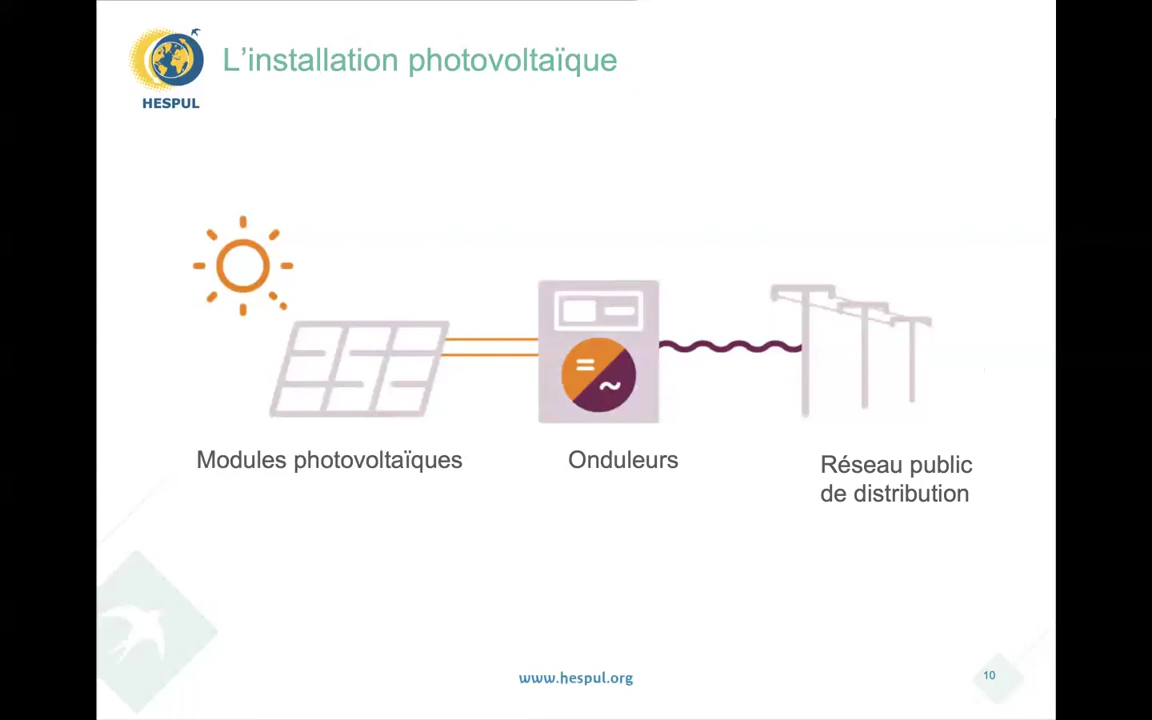 L’installation photovoltaïque
HESPUL
=
~
Modules photovoltaïques
Onduleurs
Réseau public
de distribution
www.hespul.org
10